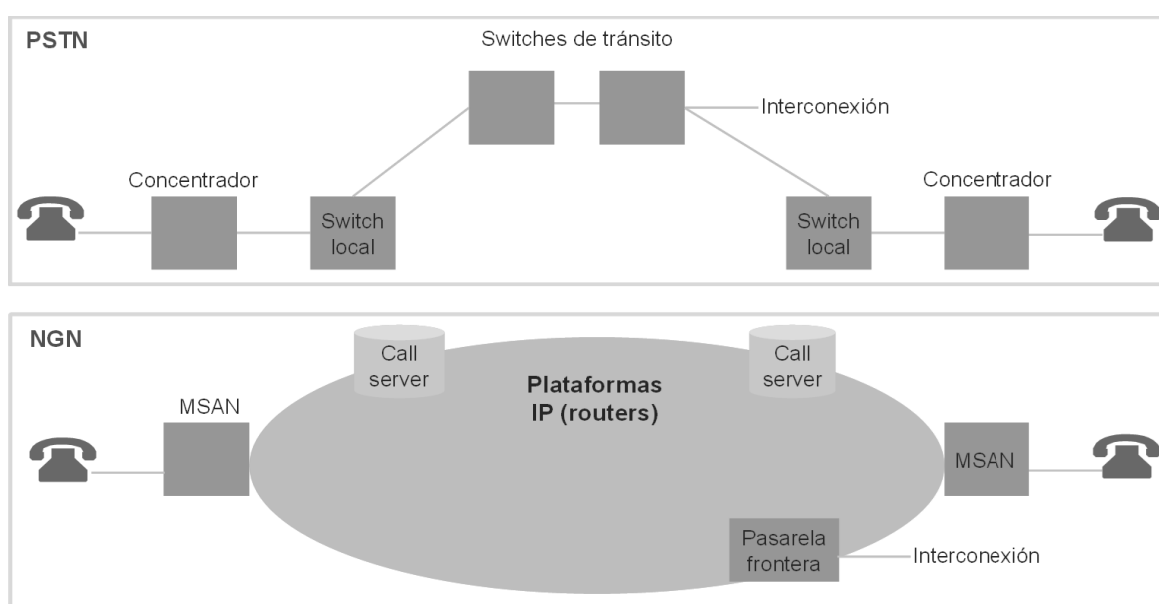 PSTN
Switches de tránsito
Interconexión
Concentrador
Concentrador
Switch
local
Switch
local
NGN
Call
server
Call
server
Plataformas
IP (routers)
MSAN
MSAN
Pasarela
frontera
Interconexión